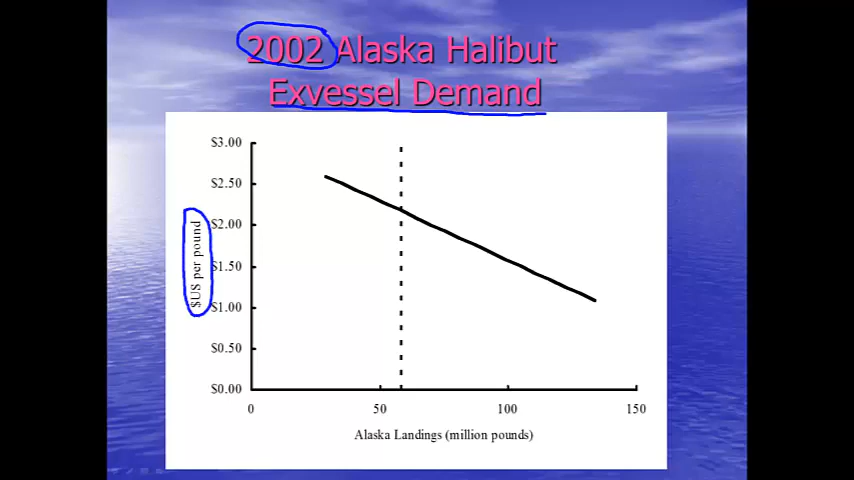 2002 Alaska Halibut
Exvessel Demand
$3.00
$2.50
$2.00
$1.50
$1.00
$0.50
$0.00
$US per pound
0
50
100
150
Alaska Landings (million pounds)